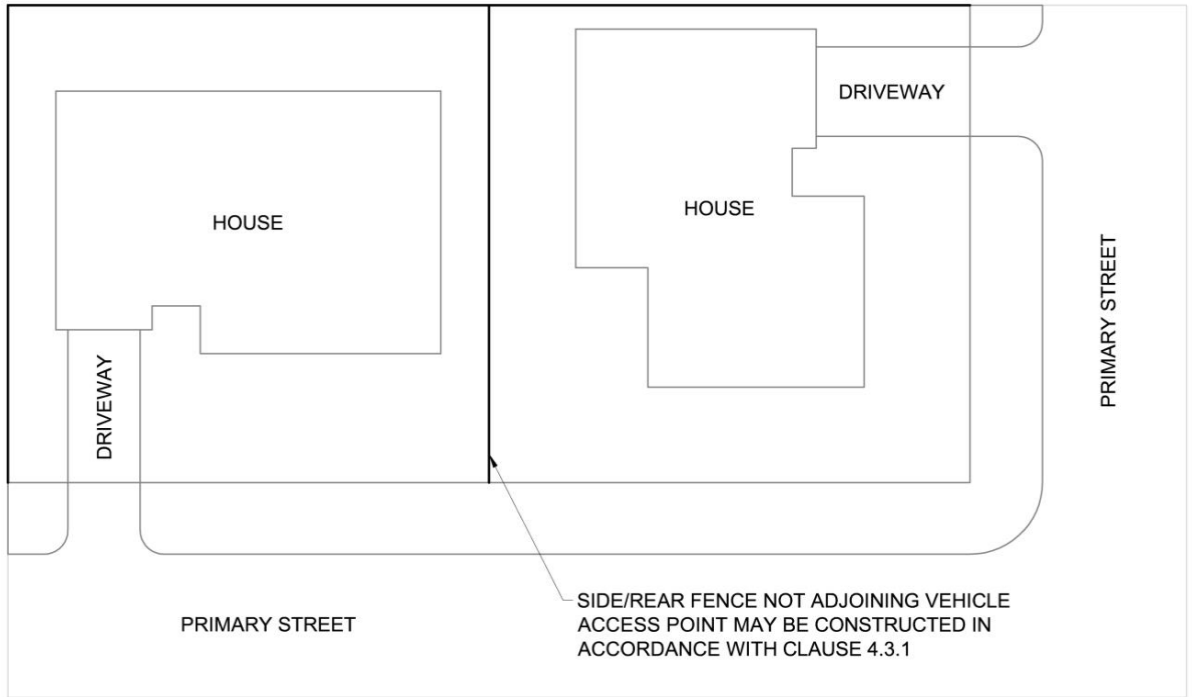 DRIVEWAY
HOUSE
HOUSE
DRIVEWAY
PRIMARY STREET
SIDE/REAR FENCE NOT ADJOINING VEHICLE
ACCESS POINT MAY BE CONSTRUCTED IN
ACCORDANCE WITH CLAUSE 4.3.1
PRIMARY STREET